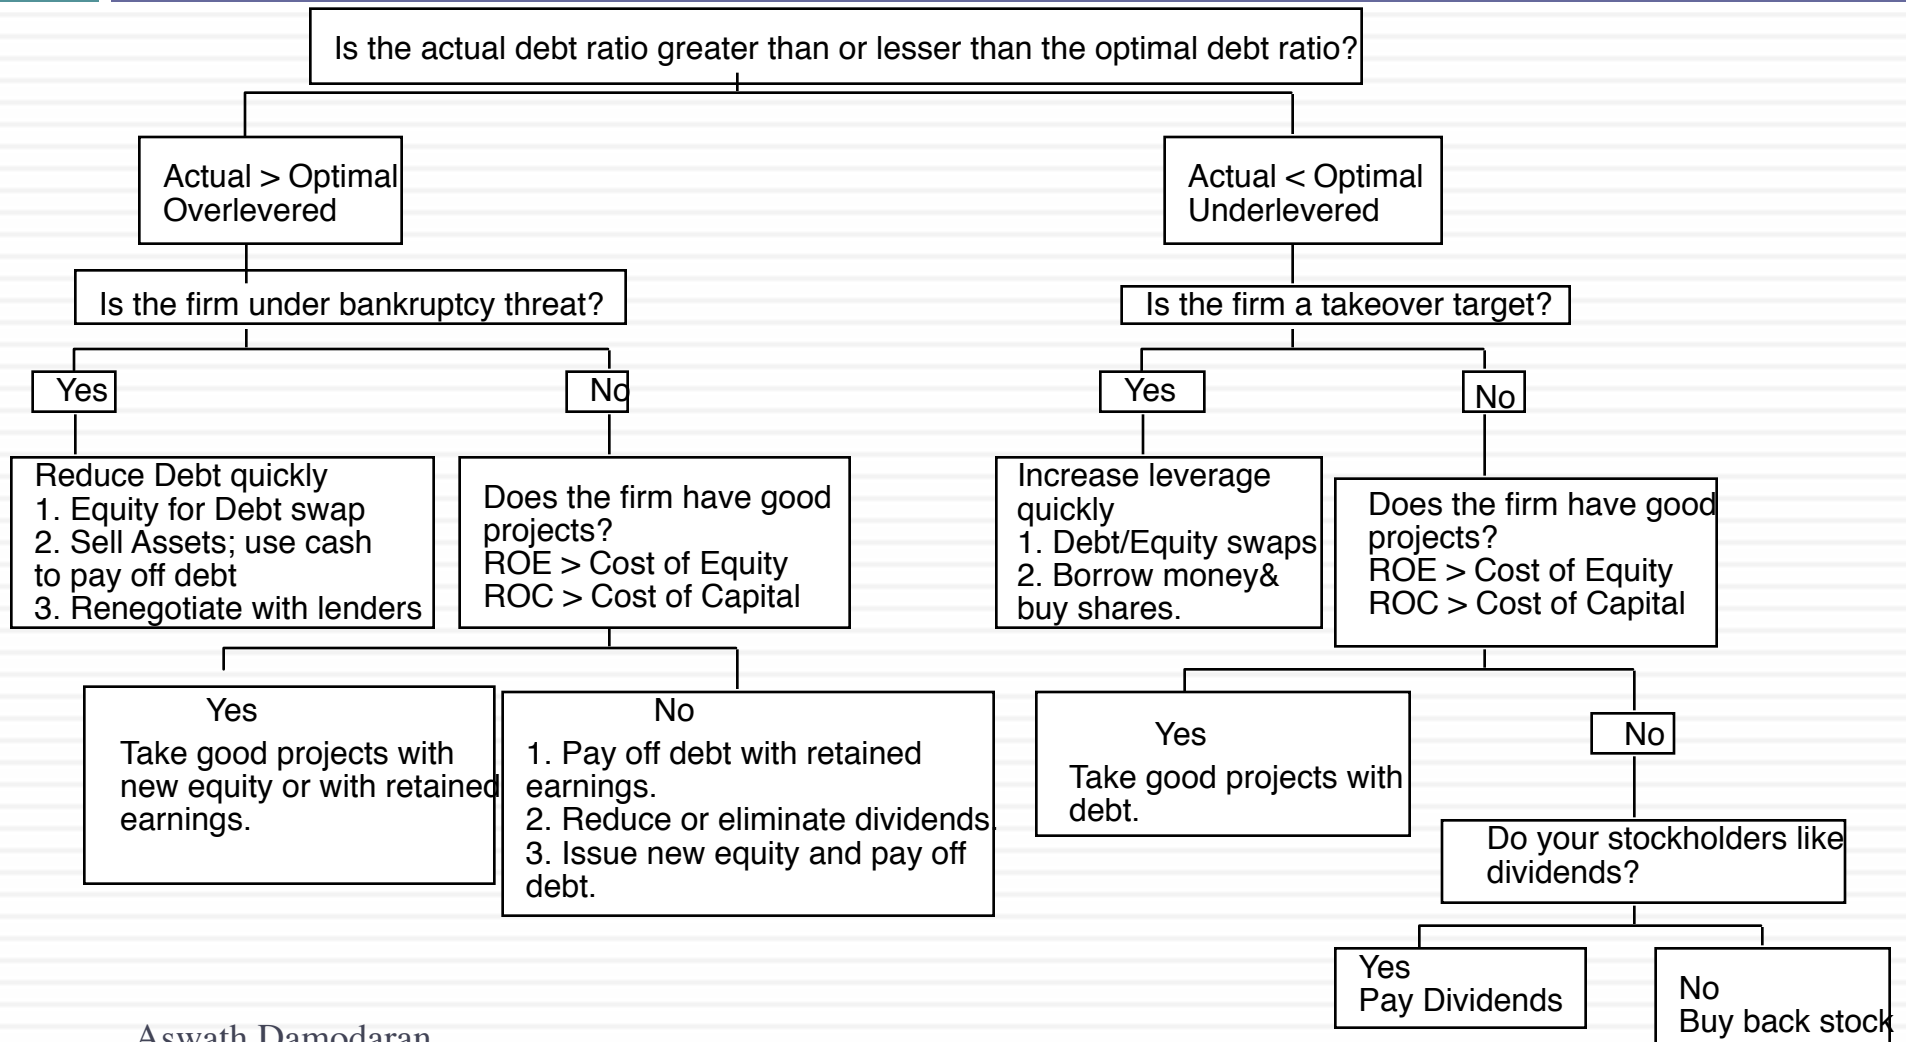 Is the actual debt ratio greater than or lesser than the optimal debt ratio?
Actual > Optimal
Overlevered
Actual < Optimal
Underlevered
Is the firm under bankruptcy threat?
Is the firm a takeover target?
Yes
No
Yes
No
Reduce Debt quickly
1. Equity for Debt swap
2. Sell Assets; use cash
to pay off debt
3. Renegotiate with lenders
Does the firm have good
projects?
ROE > Cost of Equity
ROC > Cost of Capital
Increase leverage
quickly
1. Debt/Equity swaps
2. Borrow money&
buy shares.
Does the firm have good
projects?
ROE > Cost of Equity
ROC > Cost of Capital
Yes
Take good projects with
new equity or with retained
earnings.
No
1. Pay off debt with retained
earnings.
2. Reduce or eliminate dividends.
3. Issue new equity and pay off
debt.
Yes
Take good projects with
debt.
No
Do your stockholders like
dividends?
Yes
Pay Dividends
No
Buy back stock
Aswath Damodaran